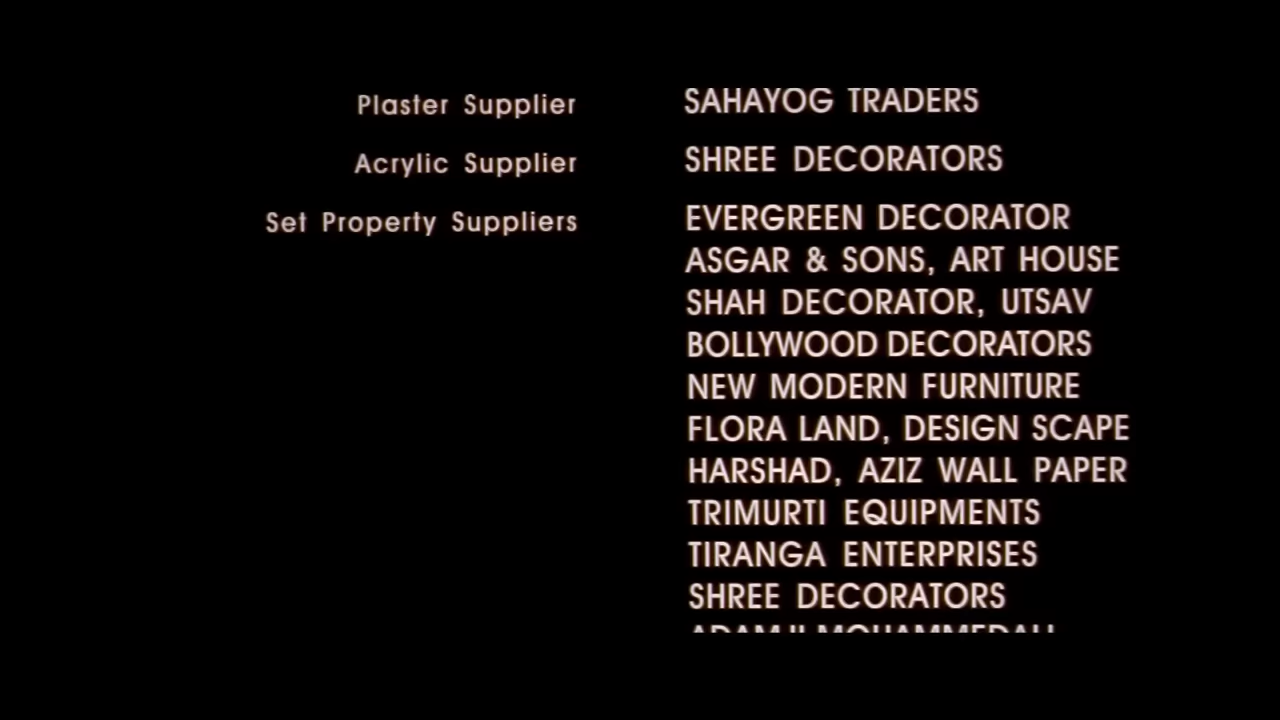 Plaster Supplier SAHAYOG TRADERS
Acrylic Supplier SHREE DECORATORS
Set Property Suppliers EVERGREEN DECORATOR
ASGAR & SONS, ART HOUSE
SHAH DECORATOR, UTSAV
BOLLYWOOD DECORATORS
NEW MODERN FURNITURE
FLORA LAND, DESIGN SCAPE
HARSHAD, AZIZ WALL PAPER
TRIMURTI EQUIPMENTS
TIRANGA ENTERPRISES
SHREE DECORATORS